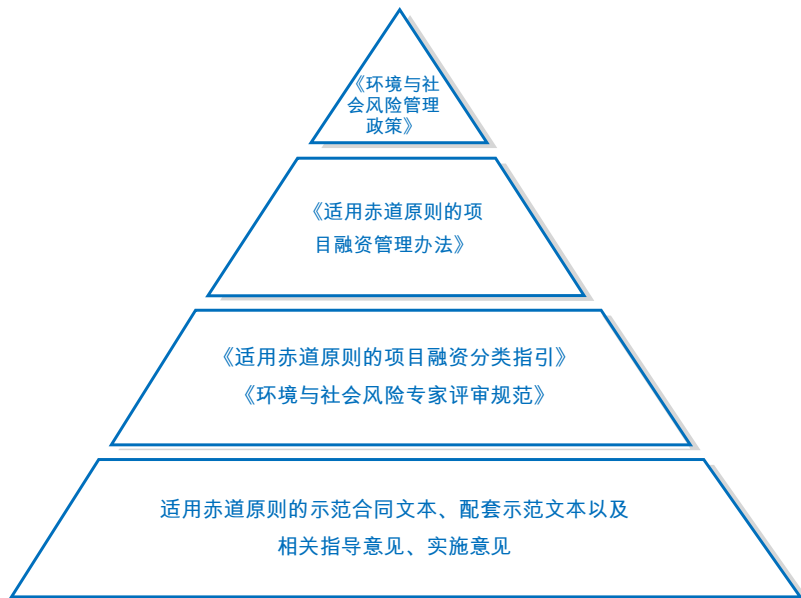 《环境与社
会风险管理
政策》
《适用赤道原则的项
目融资管理办法》
《适用赤道原则的项目融资分类指引》
《环境与社会风险专家评审规范》
适用赤道原则的示范合同文本、配套示范文本以及
相关指导意见、实施意见